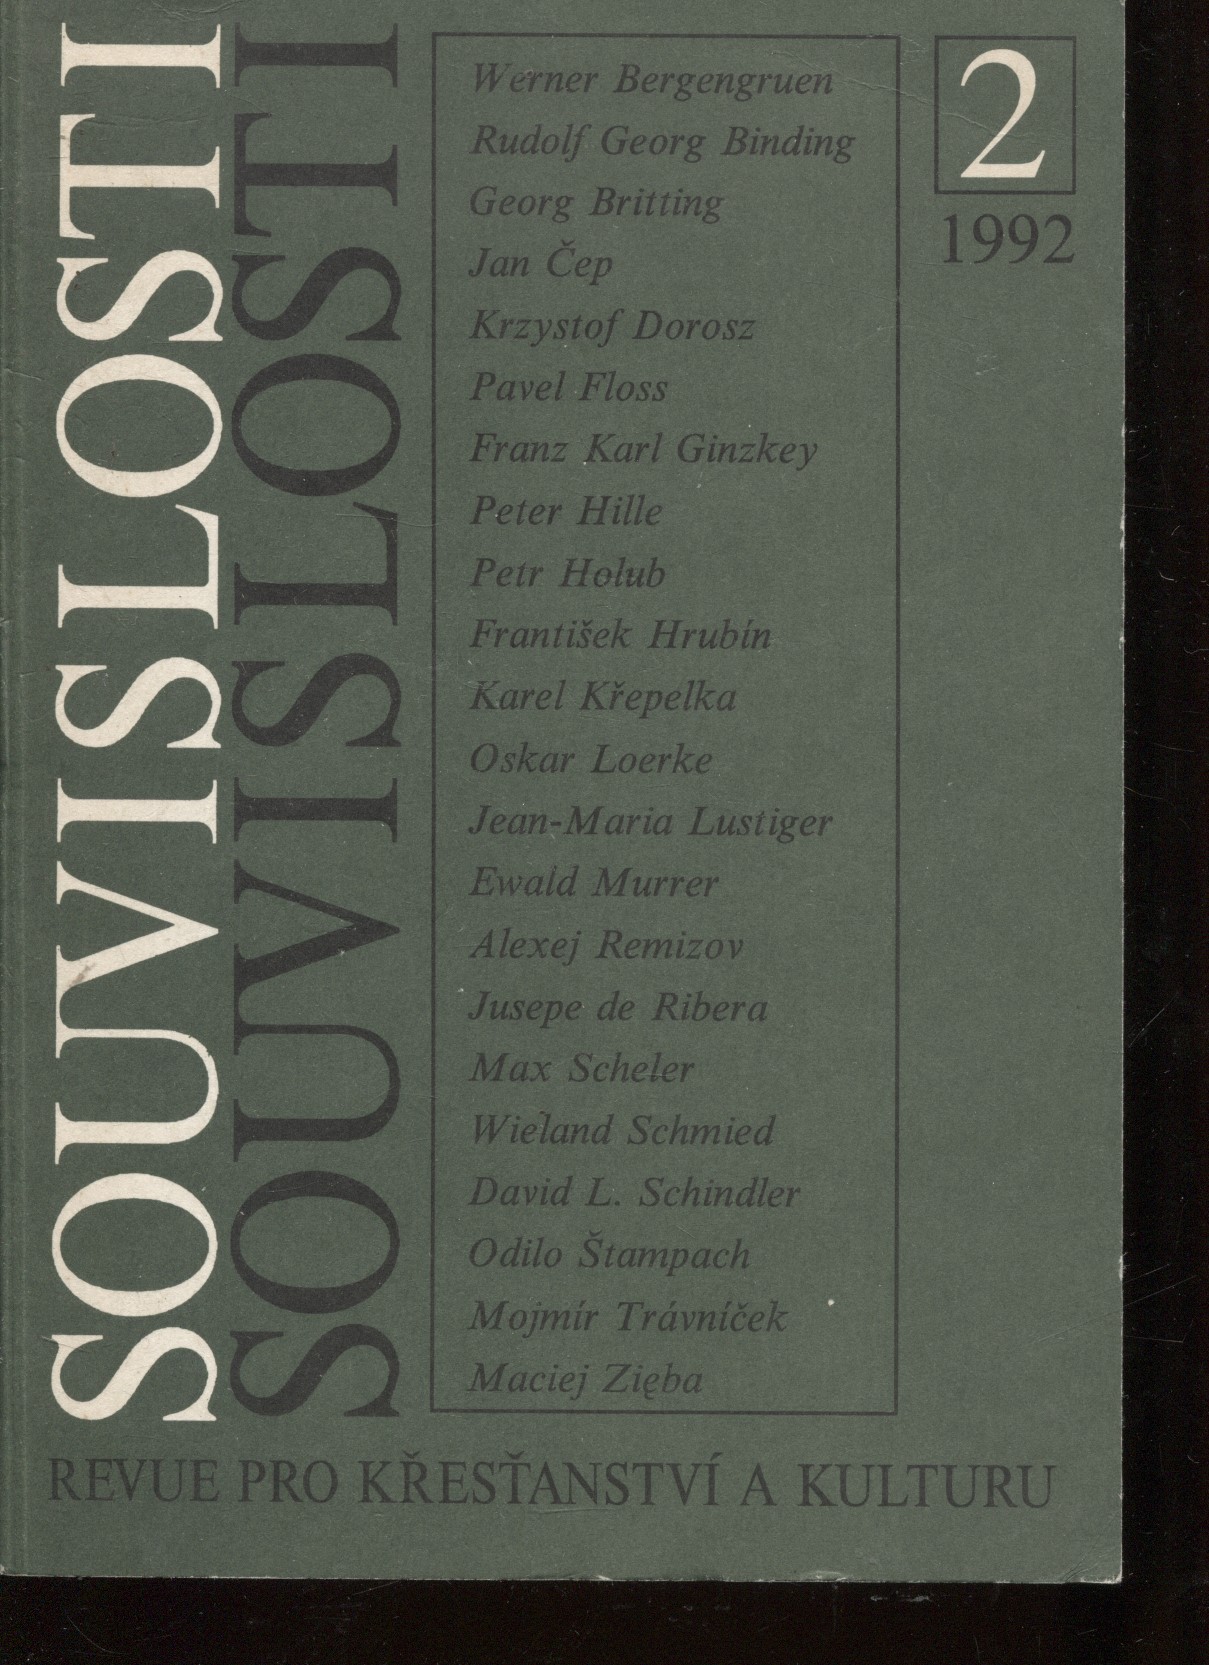 SOUVISLOSTI
SOUVISLOSTI
Werner Bergengruen
Rudolf Georg Binding
Georg Britting
Jan Čep
Krzystof Dorosz
Pavel Floss
Franz Karl Ginzkey
Peter Hille
Petr Holub
František Hrubín
Karel Křepelka
Oskar Loerke
Jean-Maria Lustiger
Ewald Murrer
Alexej Remizov
Jusepe de Ribera
Max Scheler
Wieland Schmied
David L. Schindler
Odilo Štampach
Mojmír Trávníček
Maciej Zięba
2
1992
REVUE PRO KŘESŤANSTVÍ A KULTURU